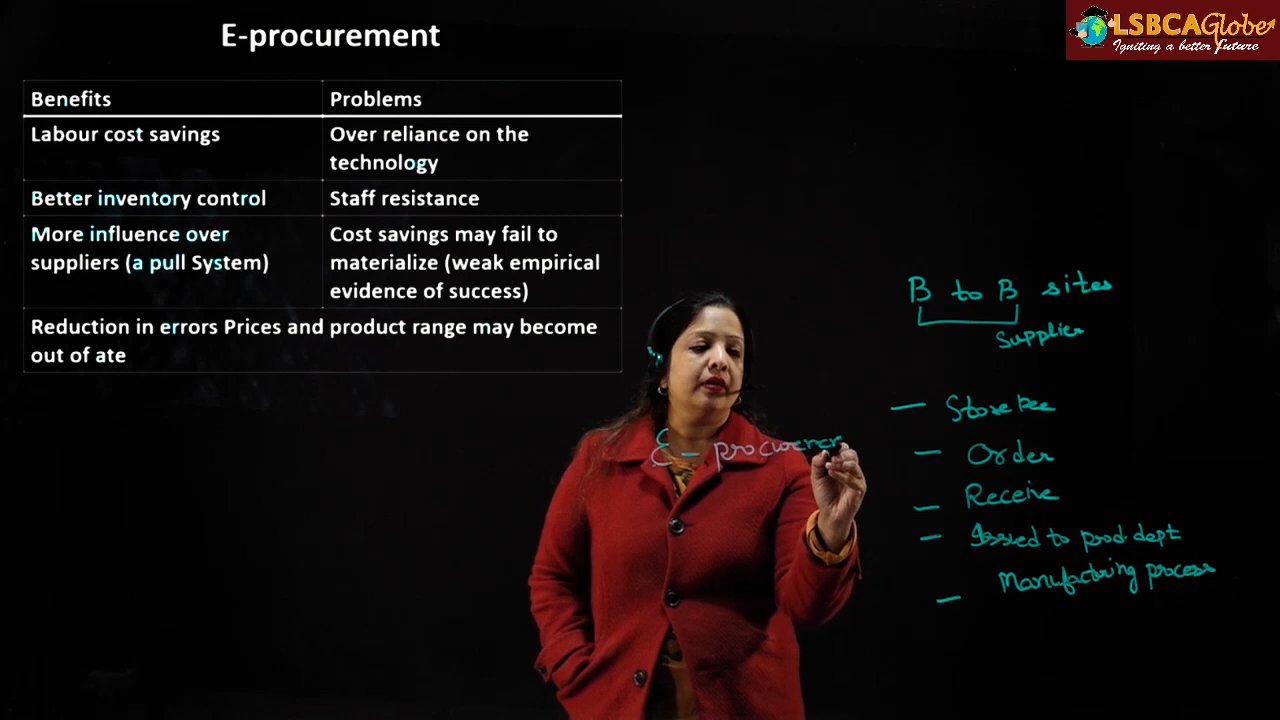 LSBCAGlobe
Igniting a better future
E-procurement
Benefits Problems
Labour cost savings Over reliance on the
technology
Better inventory control Staff resistance
More influence over Cost savings may fail to
suppliers (a pull System) materialize (weak empirical
evidence of success)
Reduction in errors Prices and product range may become
out of ate
B to B sites
Supplier
— Store kee
— Order
— Receive
— Issued to prod. dept
— Manufactoring process
E - procurem